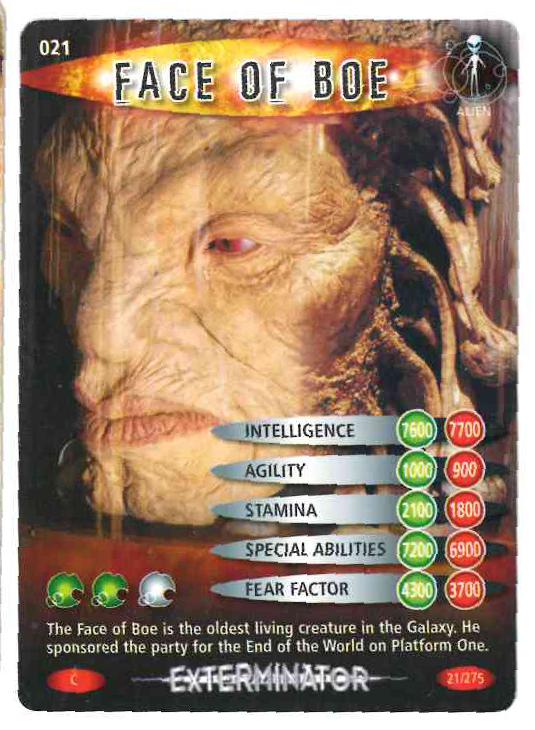 021
FACE OF BOE
ALIEN
INTELLIGENCE 7600 7700
AGILITY 1000 900
STAMINA 2100 1800
SPECIAL ABILITIES 7200 6900
FEAR FACTOR 4300 3700
The Face of Boe is the oldest living creature in the Galaxy. He
sponsored the party for the End of the World on Platform One.
C EXTERMINATOR 21/275